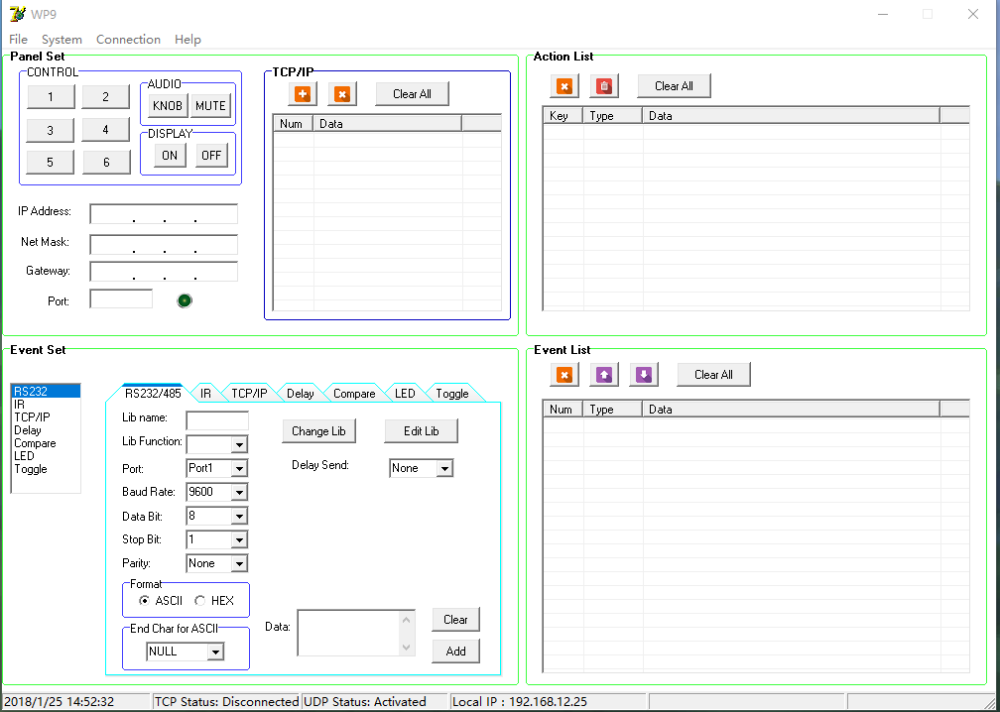 WP9
File System Connection Help
Panel Set
CONTROL
1 2
3 4
5 6
AUDIO
KNOB MUTE
DISPLAY
ON OFF
IP Address: . . .
Net Mask: . . .
Gateway: . . .
Port:
TCP/IP
Clear All
Num Data
Action List
Clear All
Key Type Data
Event Set
RS232
IR
TCP/IP
Delay
Compare
LED
Toggle
RS232/485 IR TCP/IP Delay Compare LED Toggle
Lib name:
Lib Function:
Port: Port1
Baud Rate: 9600
Data Bit: 8
Stop Bit: 1
Parity: None
Change Lib Edit Lib
Delay Send: None
Format
ASCII HEX
End Char for ASCII
NULL
Data:
Clear
Add
Event List
Clear All
Num Type Data
2018/1/25 14:52:32 TCP Status: Disconnected UDP Status: Activated Local IP : 192.168.12.25